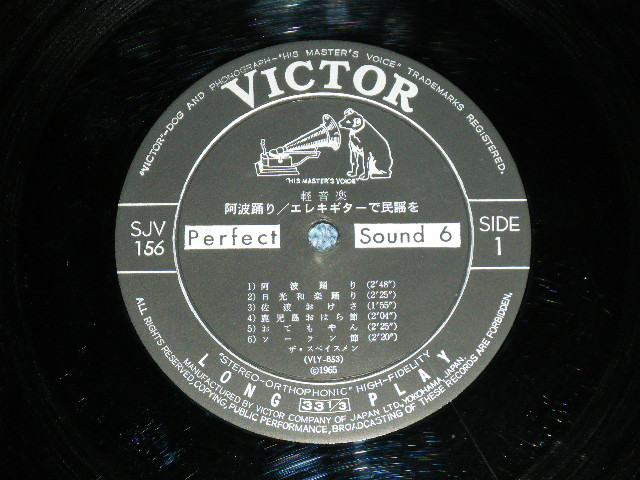 "VICTOR"—DOG AND PHONOGRAPH—"HIS MASTER'S VOICE" TRADEMARKS REGISTERED.
VICTOR
"HIS MASTER'S VOICE"
軽音楽
阿波踊り/エレキギターで民謡を
SJV
156
Perfect Sound 6
SIDE
1
1) 阿波踊り (2'48")
2) 日光和楽踊り (2'25")
3) 佐渡おけさ (1'55")
4) 鹿児島おはら節 (2'04")
5) おてもやん (2'25")
6) ソーラン節 (2'20")
ザ・スペイスメン
(VLY-853)
©1965
"STEREO-ORTHOPHONIC" HIGH-FIDELITY
LONG 33 1/3 PLAY
MANUFACTURED BY VICTOR COMPANY OF JAPAN LTD., YOKOHAMA, JAPAN.
ALL RIGHTS RESERVED, COPYING, PUBLIC PERFORMANCE, BROADCASTING OF THESE RECORDS ARE FORBIDDEN.